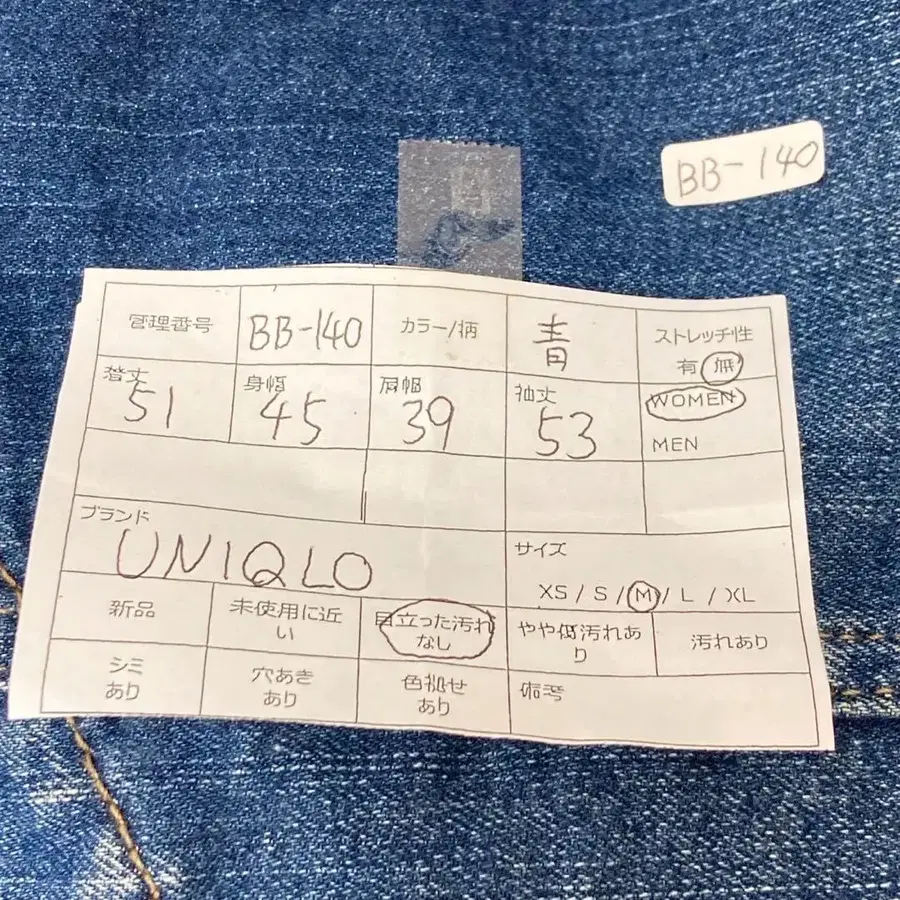 BB-140
管理番号 BB-140 カラー/柄 青 ストレッチ性
有 無
着丈 身幅 肩幅 袖丈 WOMEN
51 45 39 53 MEN
ブランド
UNIQLO
サイズ
XS / S / M / L / XL
新品 未使用に近い 目立った汚れなし やや低汚れあり 汚れあり
シミあり 穴あきあり 色褪せあり 備考